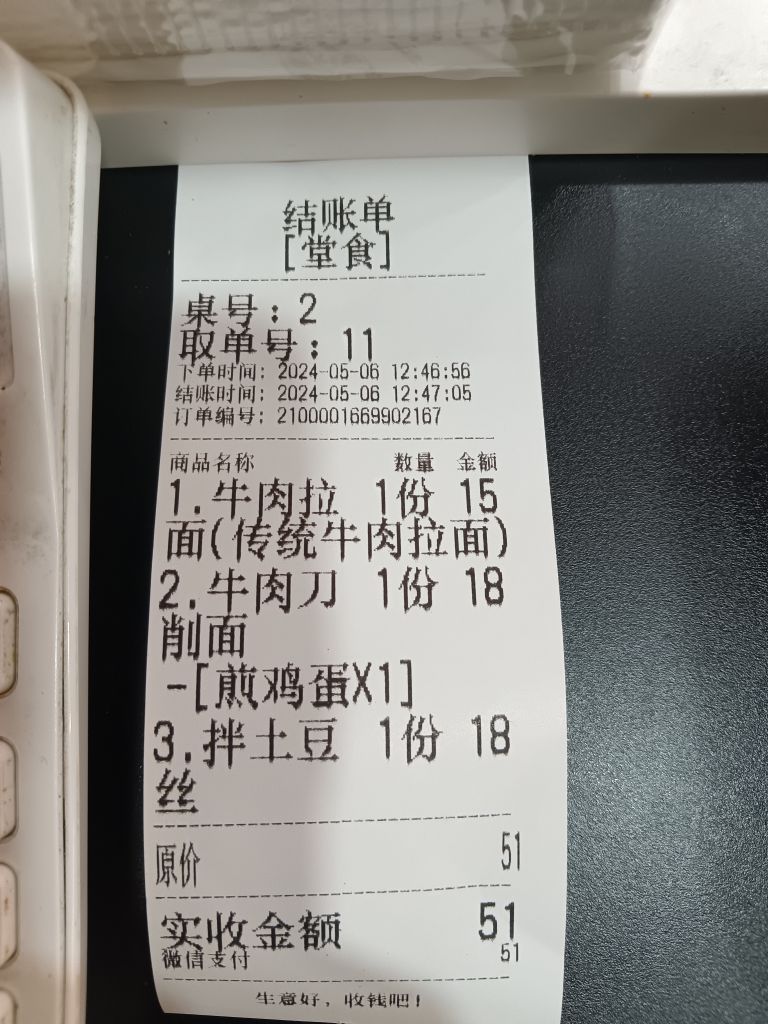 结账单
[堂食]
桌号：2
取单号：11
下单时间: 2024-05-06 12:46:56
结账时间: 2024-05-06 12:47:05
订单编号: 2100001669902167
商品名称 数量 金额
1.牛肉拉 1份 15
面(传统牛肉拉面)
2.牛肉刀 1份 18
削面
-[煎鸡蛋X1]
3.拌土豆 1份 18
丝
原价 51
实收金额 51
微信支付 51
生意好，收钱吧！